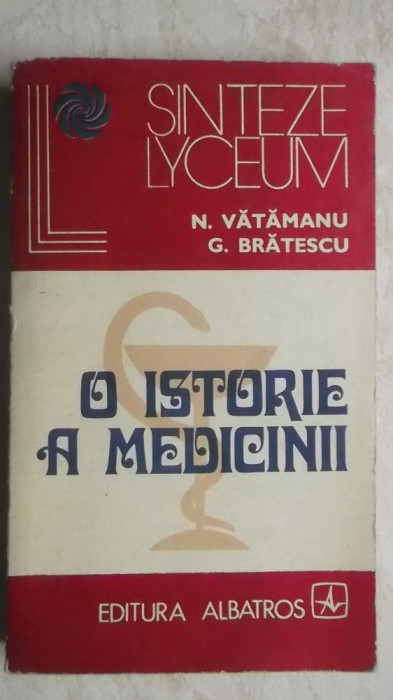 SINTEZE
LYCEUM
N. VĂTĂMANU
G. BRĂTESCU
O ISTORIE
A MEDICINII
EDITURA ALBATROS